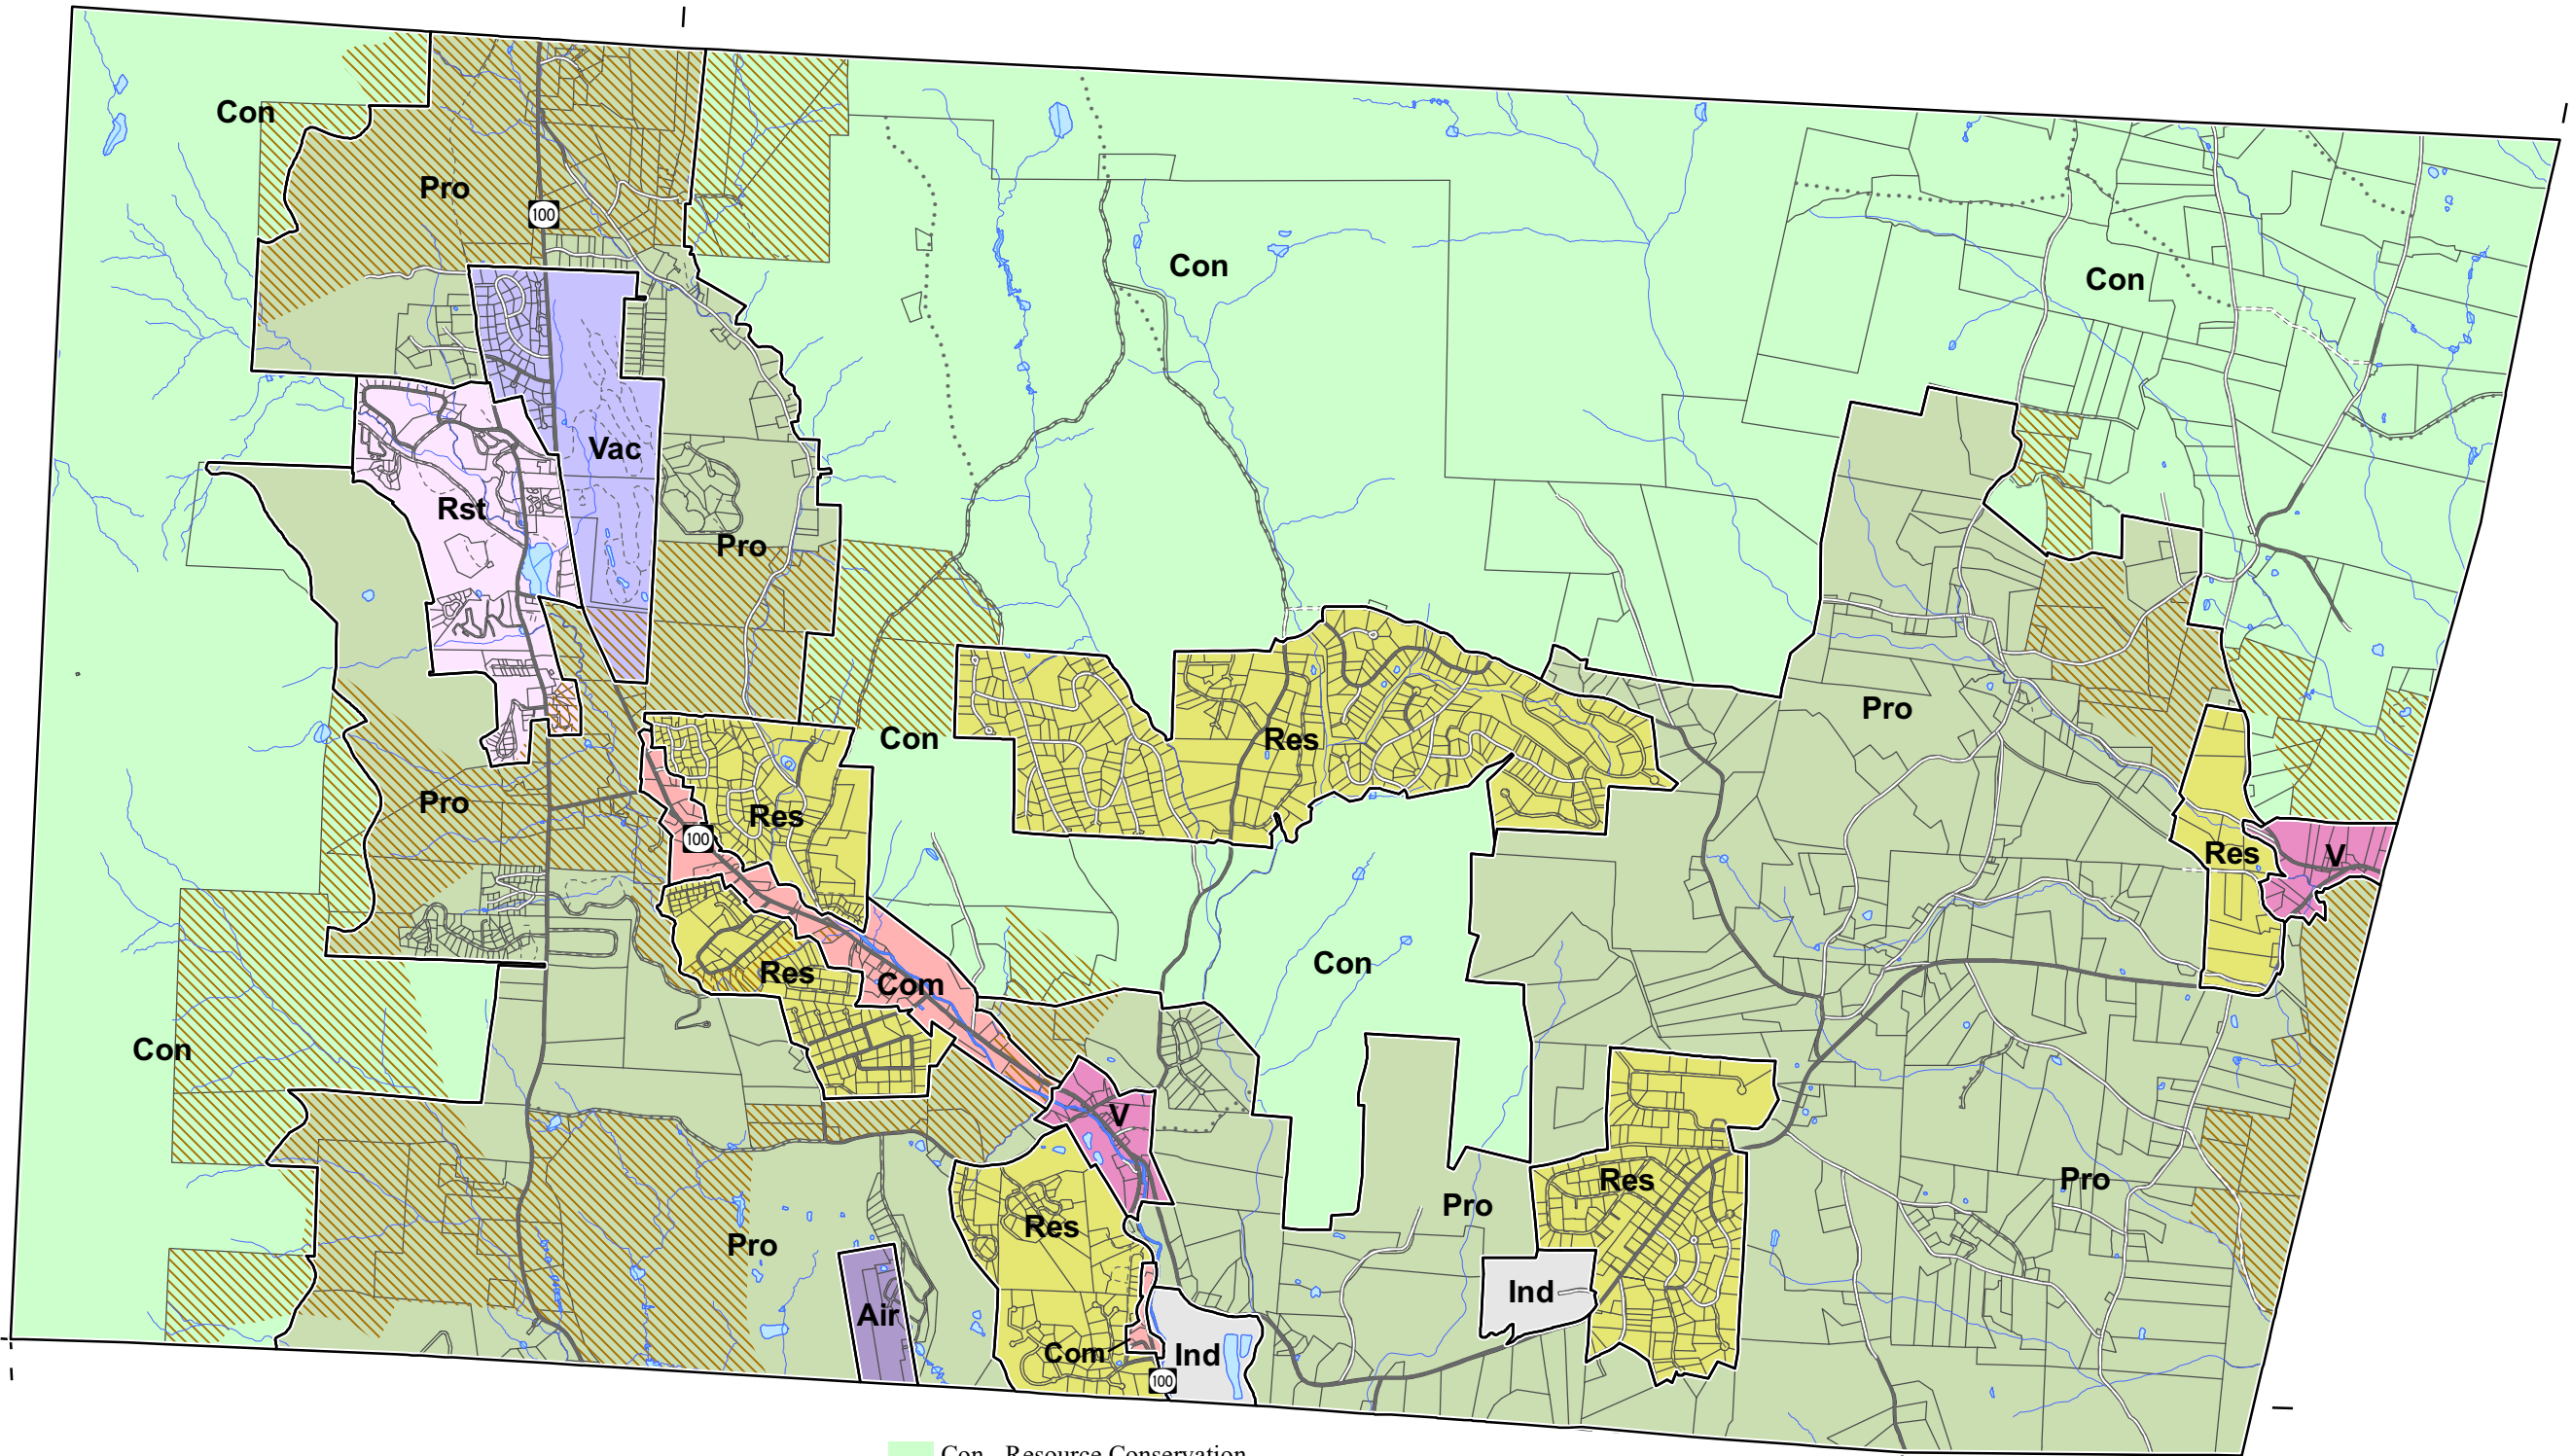 Con
Pro
100
Con
Con
Vac
Rst
Pro
Pro
Con
Res
Pro
Res
100
Res
V
Res
Com
Con
Con
V
Res
Pro
Pro
Res
Pro
Ind
Air
Com
Ind
100
Con - Resource Conservation